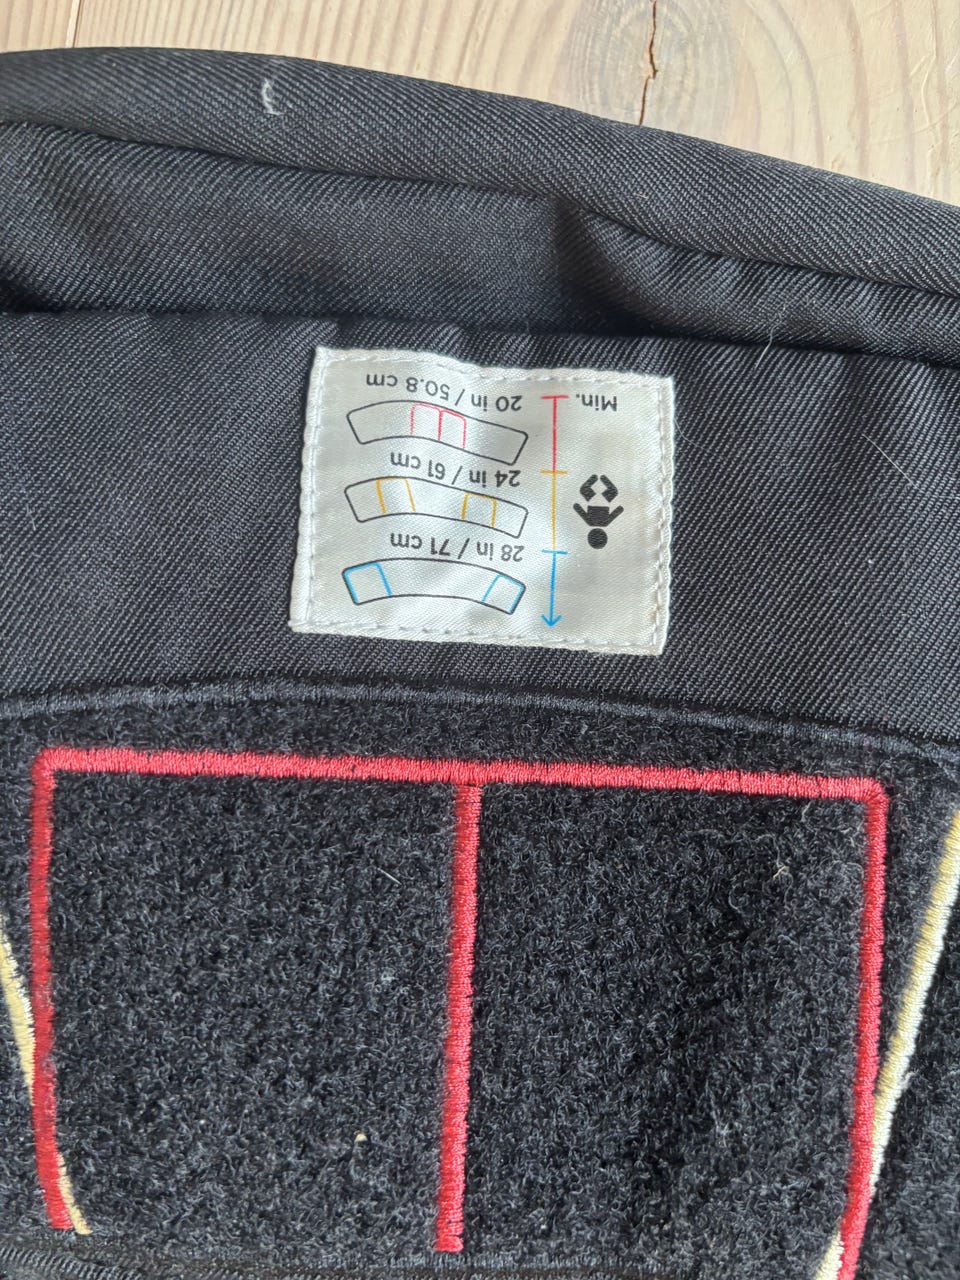 Min.
20 in / 50.8 cm
24 in / 61 cm
28 in / 71 cm